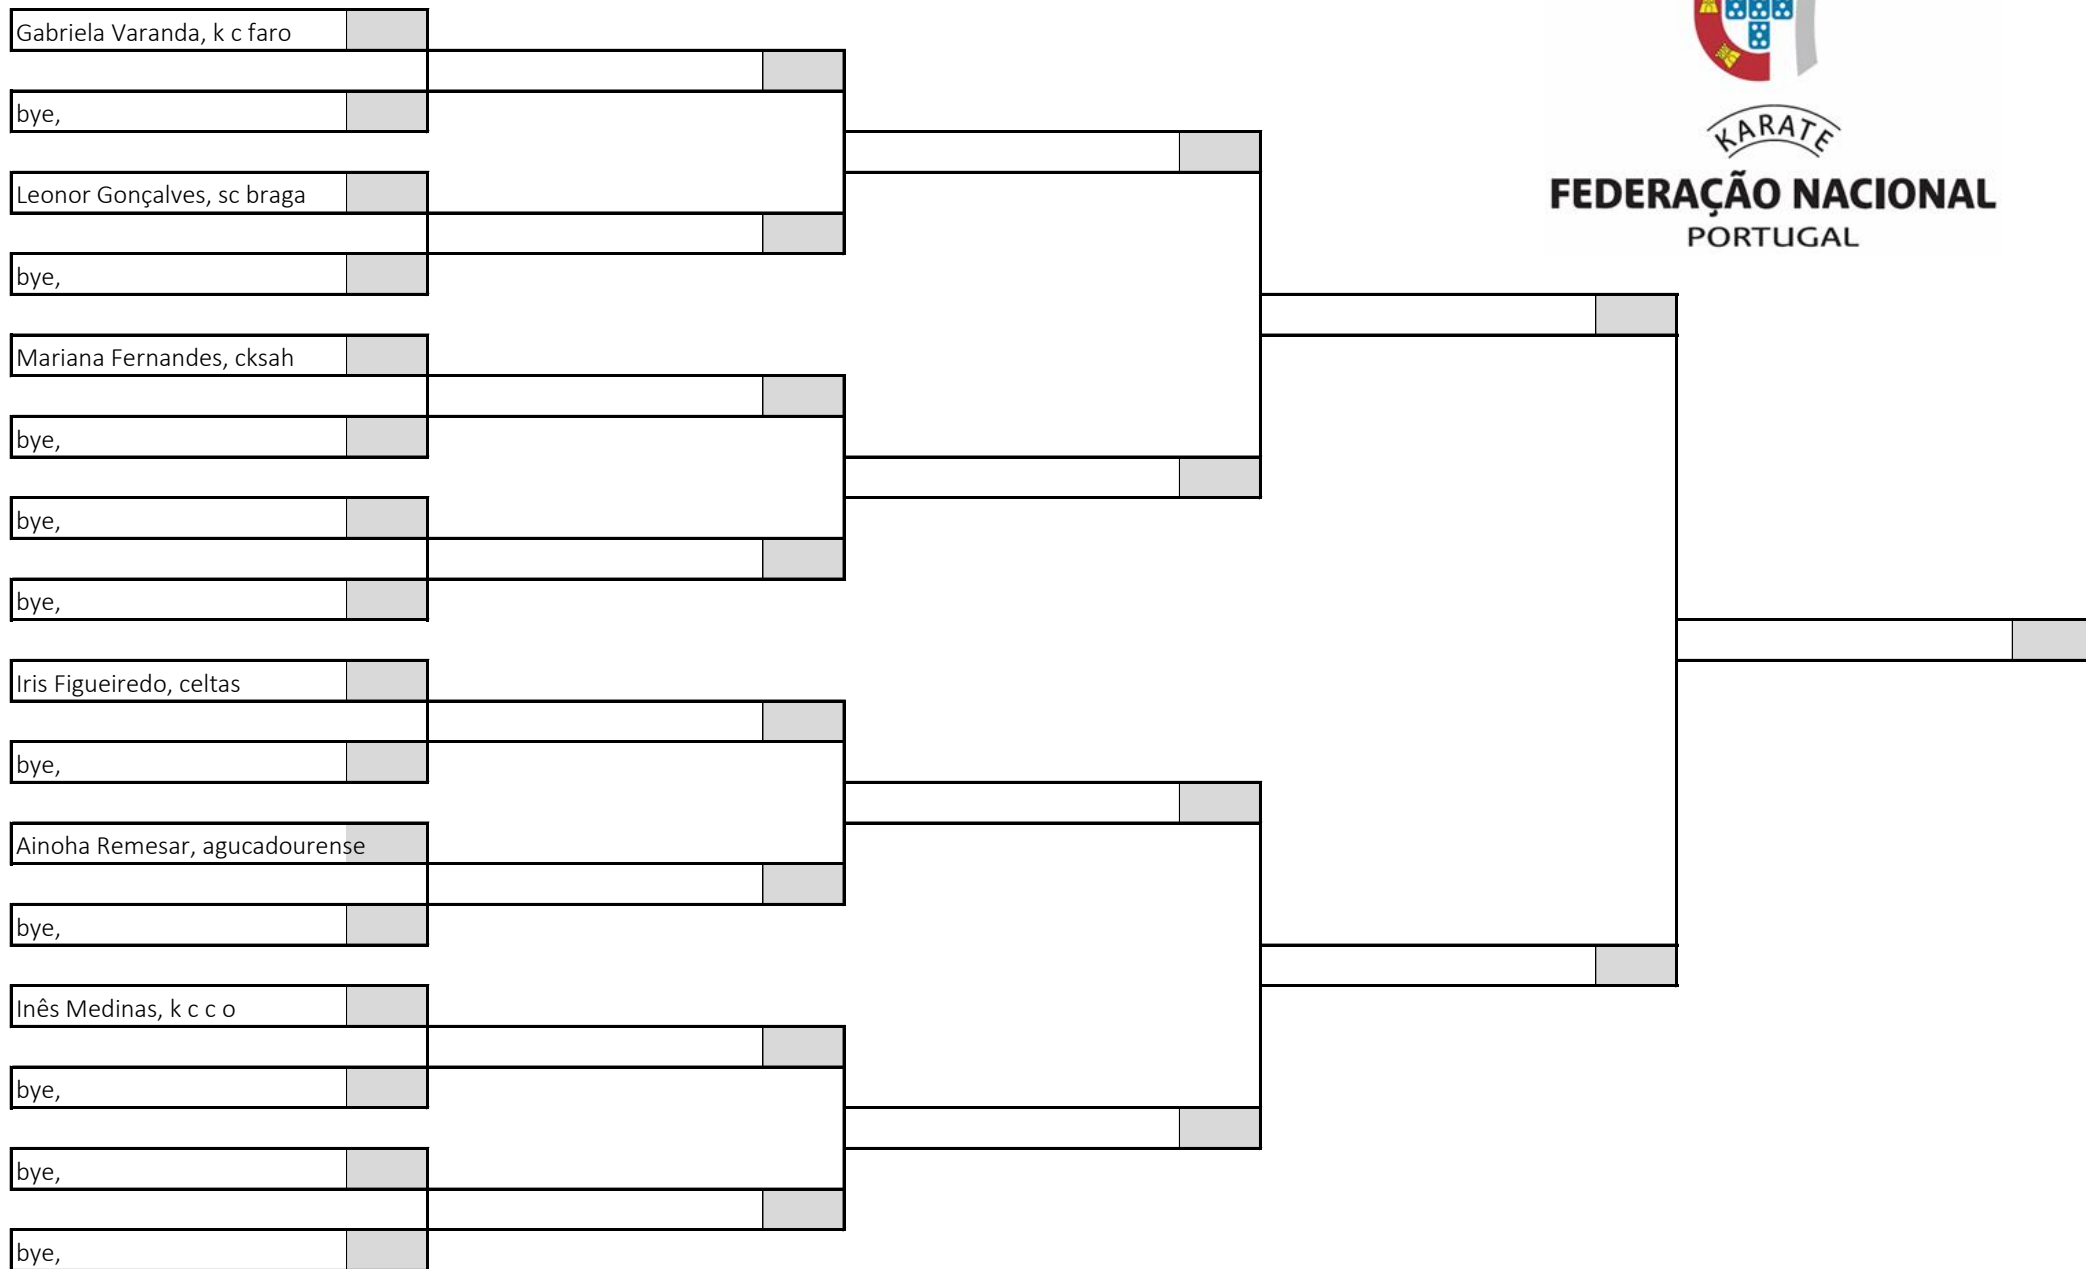 Gabriela Varanda, k c faro
bye,
KARATE
Leonor Gonçalves, sc braga
FEDERAÇÃO NACIONAL
PORTUGAL
bye,
Mariana Fernandes, cksah
bye,
bye,
bye,
Iris Figueiredo, celtas
bye,
Ainoha Remesar, agucadourense
bye,
Inês Medinas, k c c o
bye,
bye,
bye,